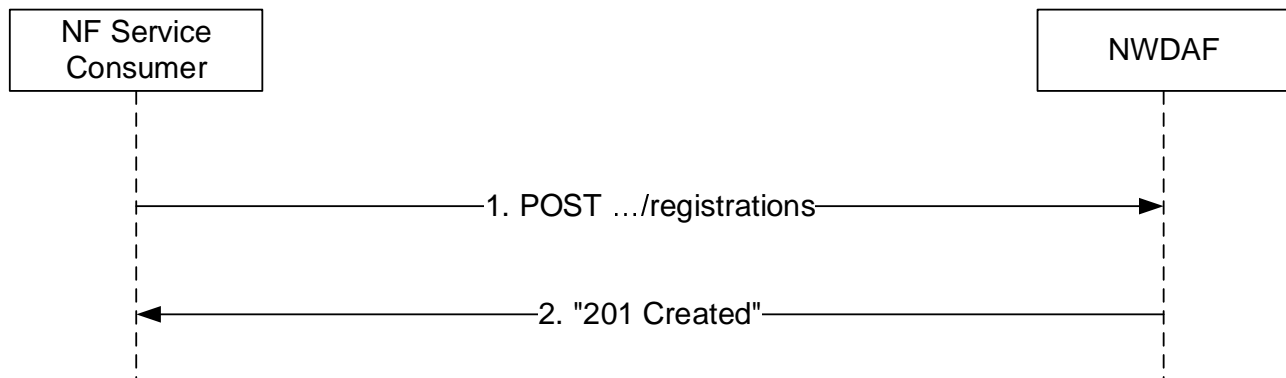 NF Service
Consumer
NWDAF
1. POST …/registrations
2. "201 Created"